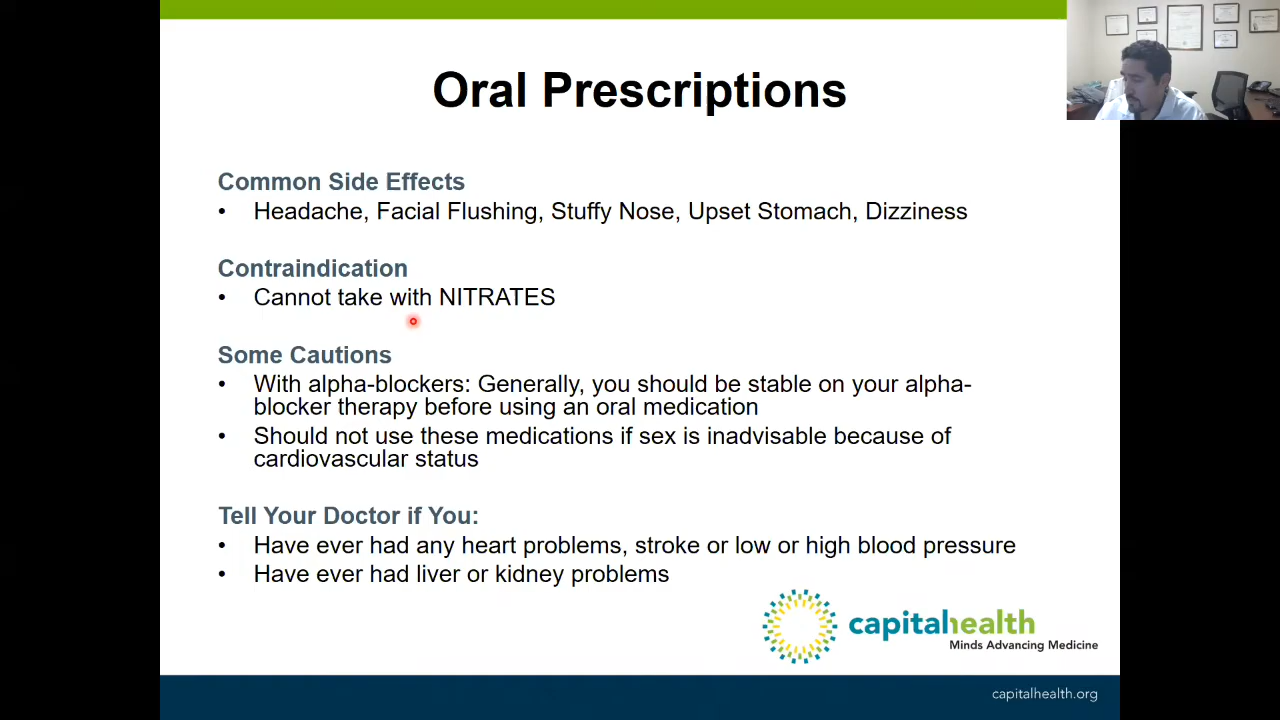 Oral Prescriptions
Common Side Effects
• Headache, Facial Flushing, Stuffy Nose, Upset Stomach, Dizziness
Contraindication
• Cannot take with NITRATES
Some Cautions
• With alpha-blockers: Generally, you should be stable on your alpha-
blocker therapy before using an oral medication
• Should not use these medications if sex is inadvisable because of
cardiovascular status
Tell Your Doctor if You:
• Have ever had any heart problems, stroke or low or high blood pressure
• Have ever had liver or kidney problems
capitalhealth
Minds Advancing Medicine
capitalhealth.org